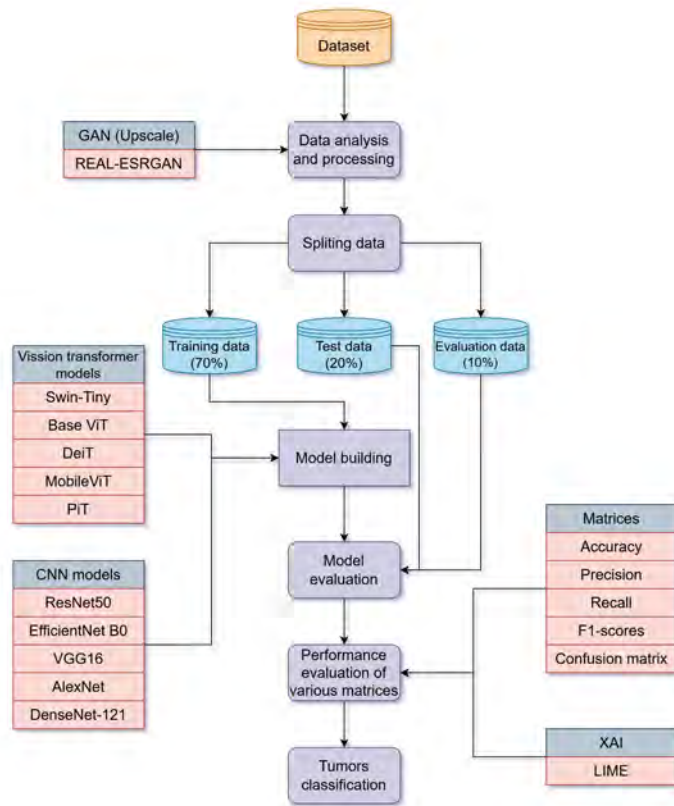 Dataset
GAN (Upscale)
REAL-ESRGAN
Data analysis
and processing
Spliting data
Training data
(70%)
Test data
(20%)
Evaluation data
(10%)
Vission transformer
models
Swin-Tiny
Base ViT
DeiT
MobileViT
PiT
Model building
CNN models
ResNet50
EfficientNet B0
VGG16
AlexNet
DenseNet-121
Model
evaluation
Matrices
Accuracy
Precision
Recall
F1-scores
Confusion matrix
Performance
evaluation of
various matrices
XAI
LIME
Tumors
classification